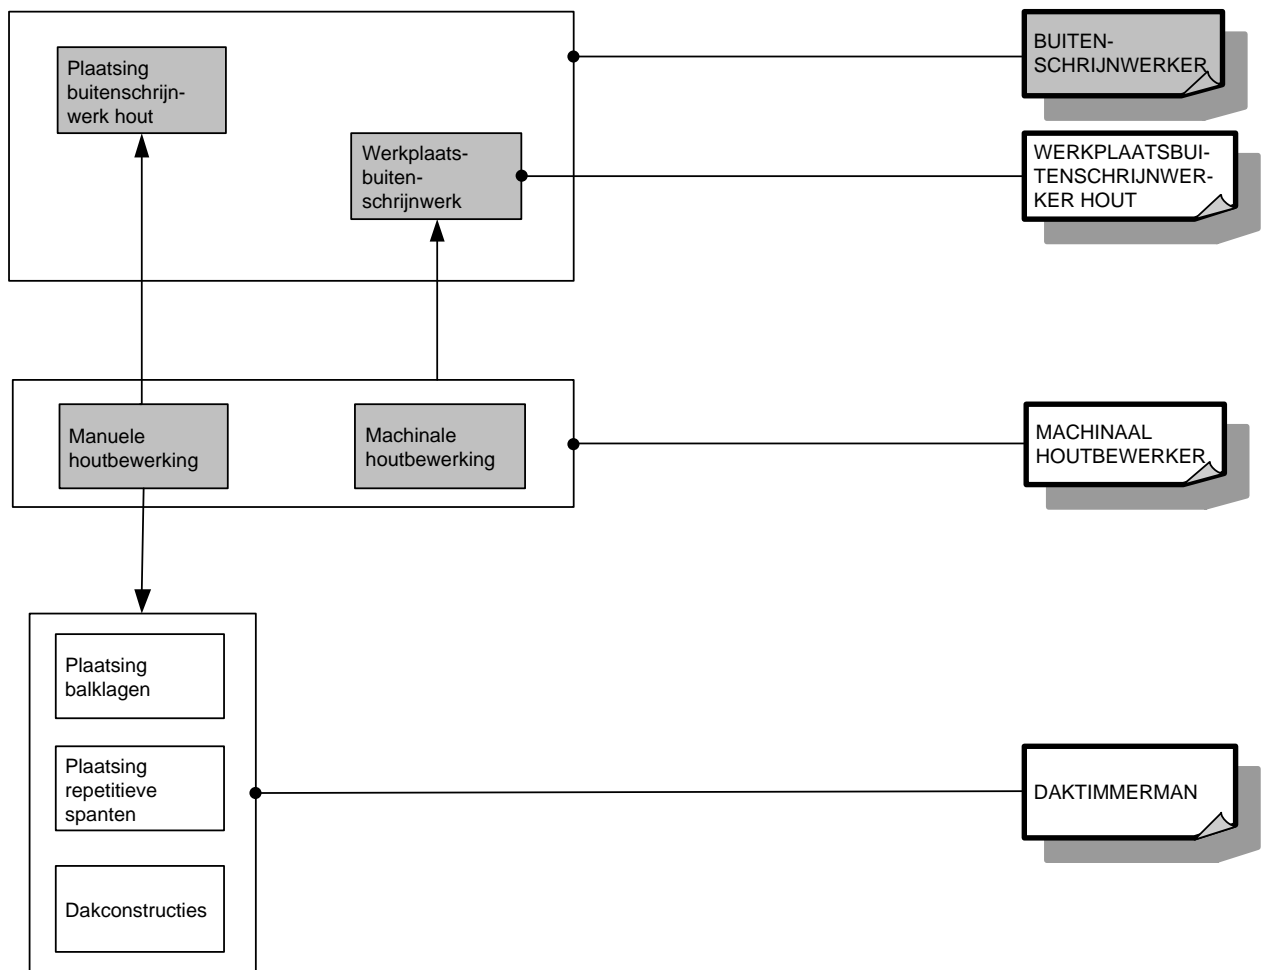 Plaatsing
buitenschrijn-
werk hout
BUITEN-
SCHRIJNWERKER
Werkplaats-
buiten-
schrijnwerk
WERKPLAATSBUI-
TENSCHRIJNWER-
KER HOUT
Manuele
houtbewerking
Machinale
houtbewerking
MACHINAAL
HOUTBEWERKER
Plaatsing
balklagen
Plaatsing
repetitieve
spanten
DAKTIMMERMAN
Dakconstructies